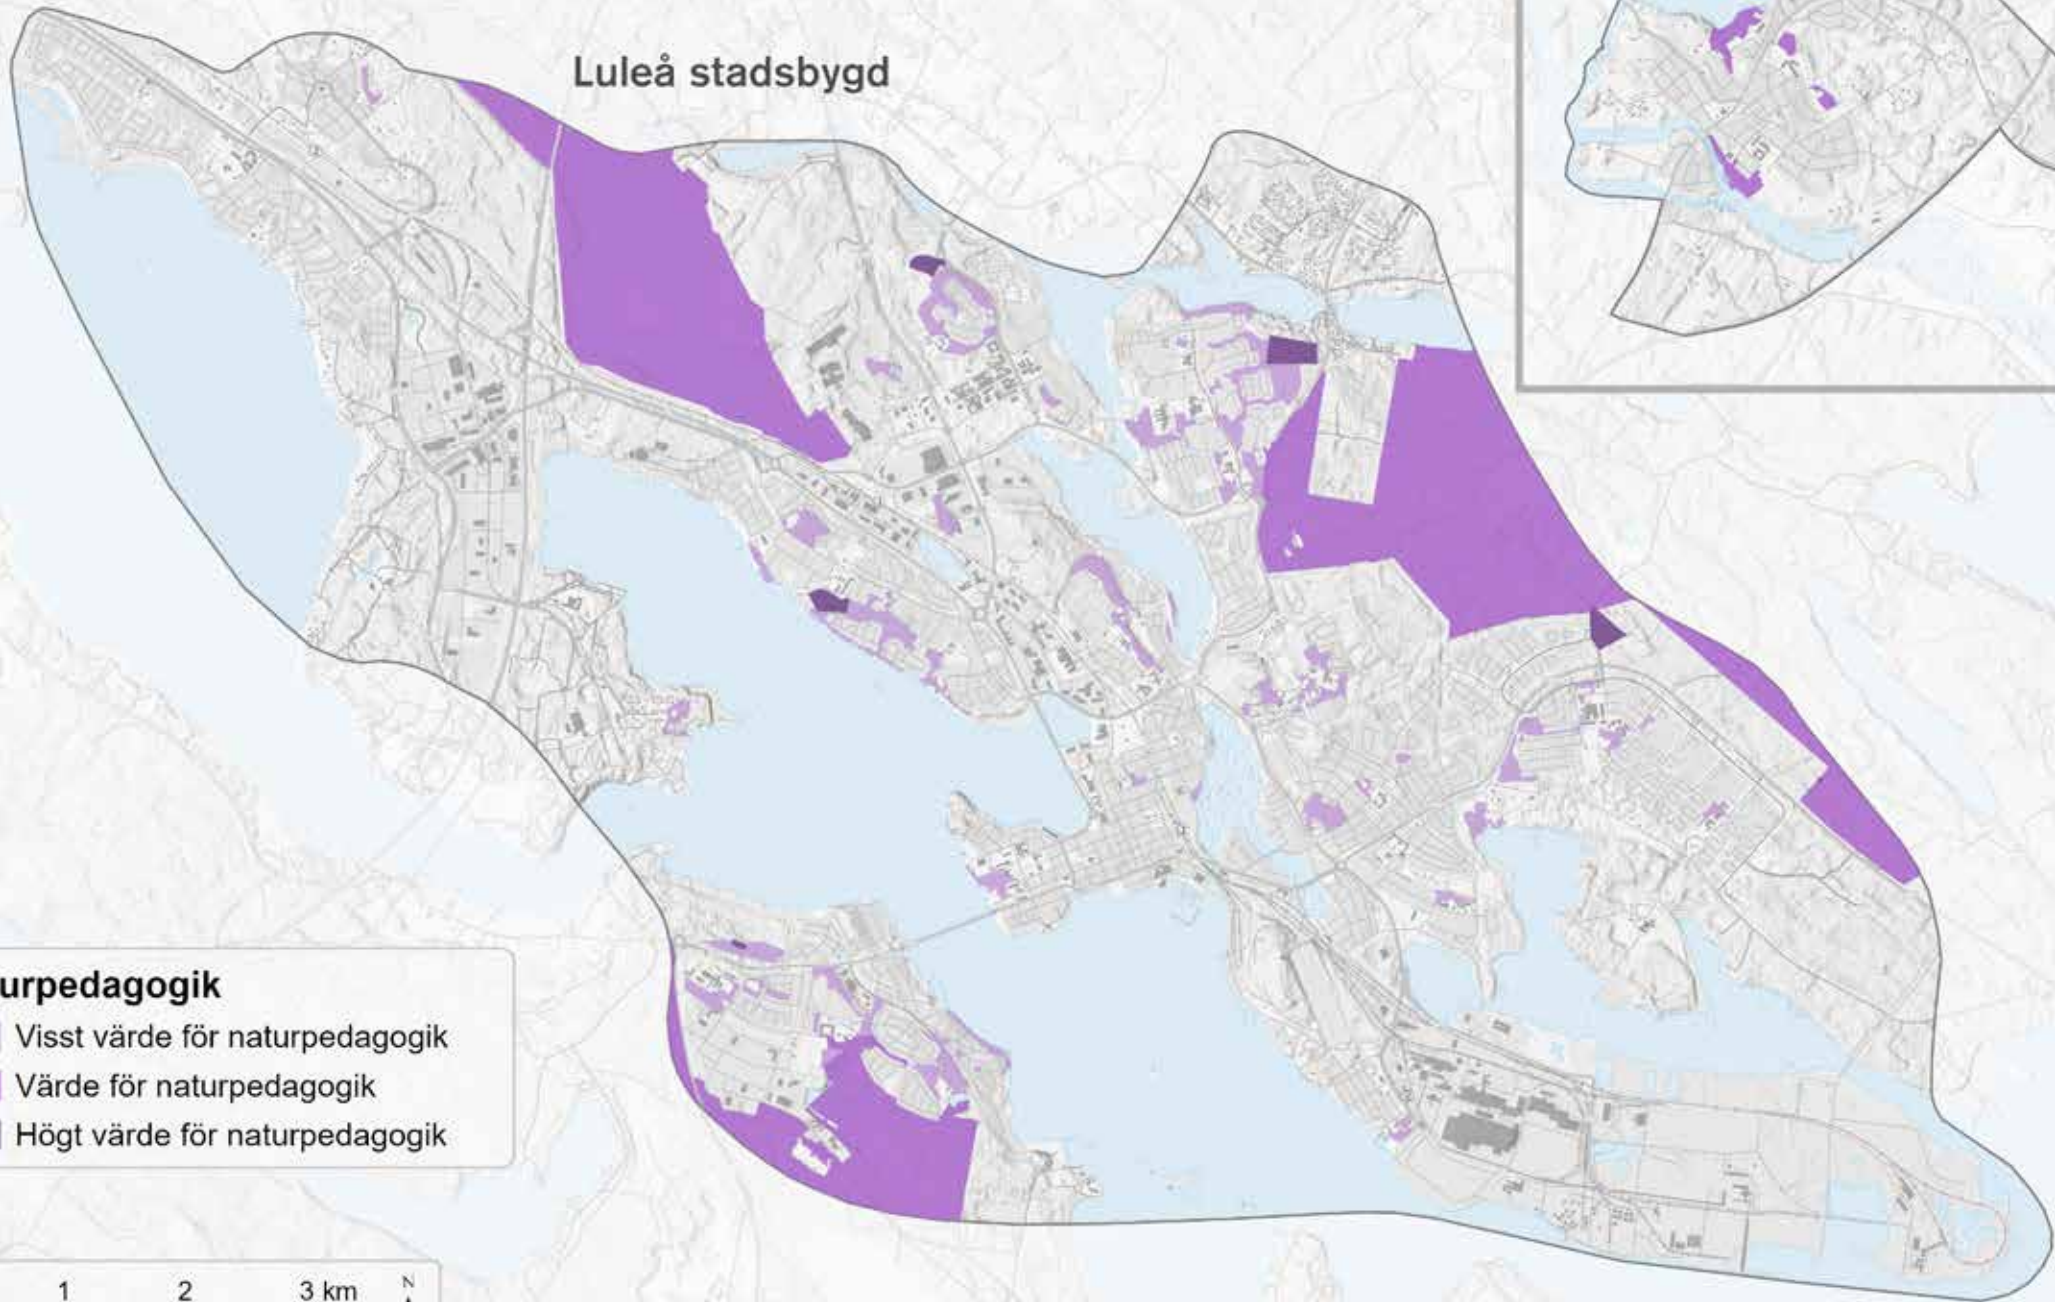 Luleå stadsbygd
urpedagogik
Visst värde för naturpedagogik
Värde för naturpedagogik
Högt värde för naturpedagogik
1 2 3 km N